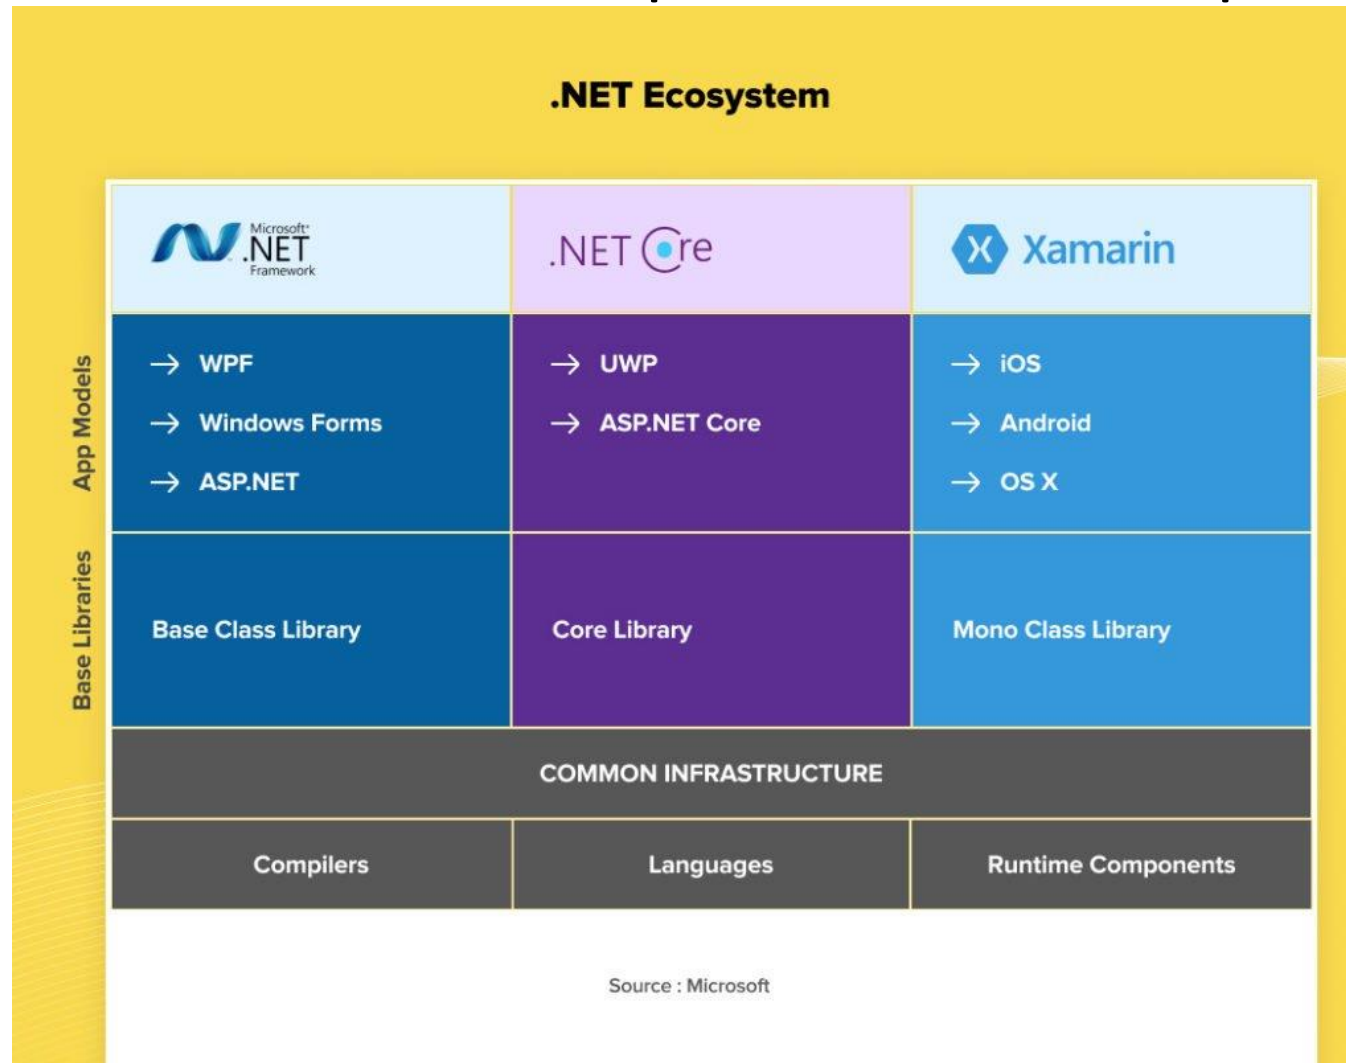 .NET Ecosystem
Microsoft
.NET
Framework
.NET Core
Xamarin
App Models
→ WPF
→ Windows Forms
→ ASP.NET
→ UWP
→ ASP.NET Core
→ iOS
→ Android
→ OS X
Base Libraries
Base Class Library
Core Library
Mono Class Library
COMMON INFRASTRUCTURE
Compilers
Languages
Runtime Components
Source : Microsoft